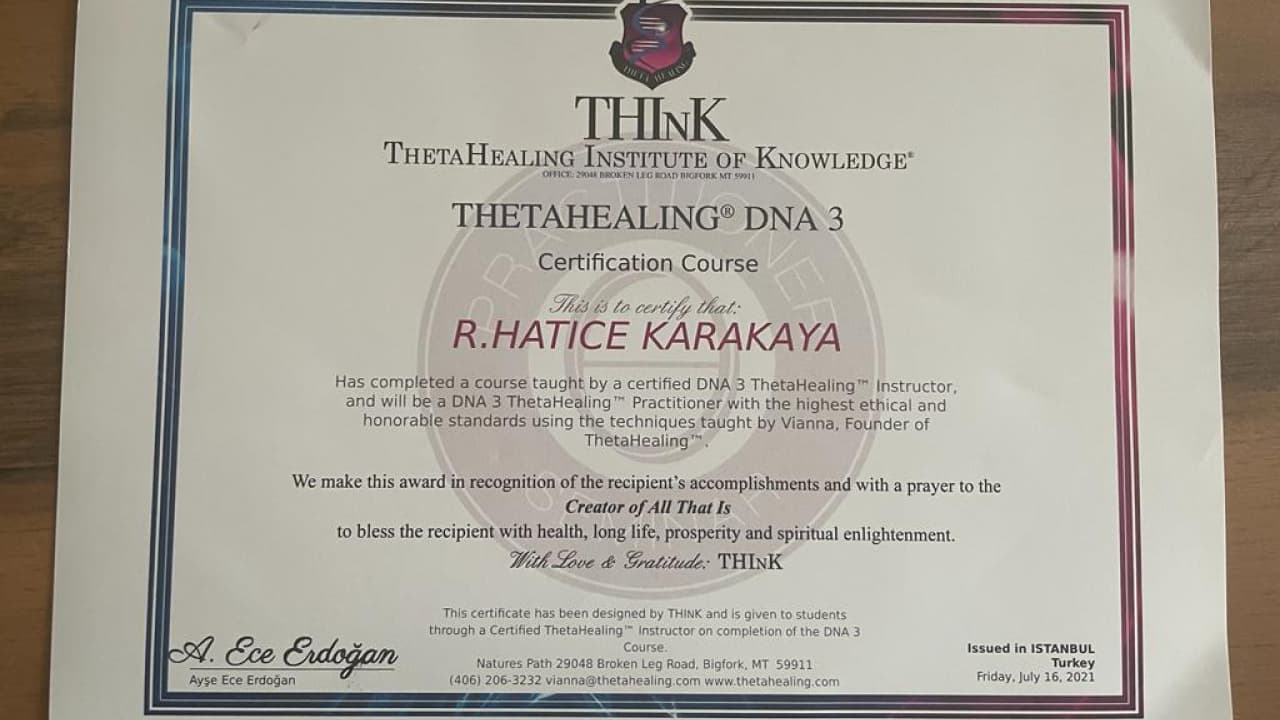 THETA HEALING
THInK
THETAHEALING INSTITUTE OF KNOWLEDGE®
OFFICE: 29048 BROKEN LEG ROAD BIGFORK MT 59911
THETAHEALING® DNA 3
Certification Course
This is to certify that:
R.HATICE KARAKAYA
Has completed a course taught by a certified DNA 3 ThetaHealing™ Instructor,
and will be a DNA 3 ThetaHealing™ Practitioner with the highest ethical and
honorable standards using the techniques taught by Vianna, Founder of
ThetaHealing™.
We make this award in recognition of the recipient's accomplishments and with a prayer to the
Creator of All That Is
to bless the recipient with health, long life, prosperity and spiritual enlightenment.
With Love & Gratitude: THInK
This certificate has been designed by THINK and is given to students
through a Certified ThetaHealing™ Instructor on completion of the DNA 3
Course.
Natures Path 29048 Broken Leg Road, Bigfork, MT 59911
(406) 206-3232 vianna@thetahealing.com www.thetahealing.com
A. Ece Erdoğan
Ayşe Ece Erdoğan
Issued in ISTANBUL
Turkey
Friday, July 16, 2021
PRACTITIONER